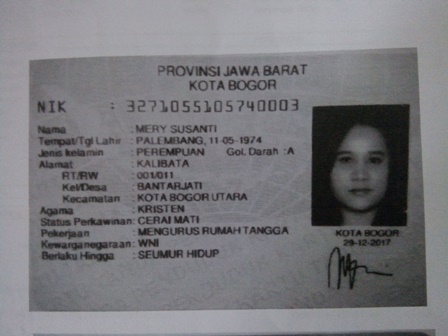 PROVINSI JAWA BARAT
KOTA BOGOR
NIK : 3271055105740003
Nama : MERY SUSANTI
Tempat/Tgl Lahir : PALEMBANG, 11-05-1974
Jenis kelamin : PEREMPUAN Gol. Darah : A
Alamat : KALIBATA
RT/RW : 001/011
Kel/Desa : BANTARJATI
Kecamatan : KOTA BOGOR UTARA
Agama : KRISTEN
Status Perkawinan: CERAI MATI
Pekerjaan : MENGURUS RUMAH TANGGA
Kewarganegaraan: WNI
Berlaku Hingga : SEUMUR HIDUP
KOTA BOGOR
29-12-2017